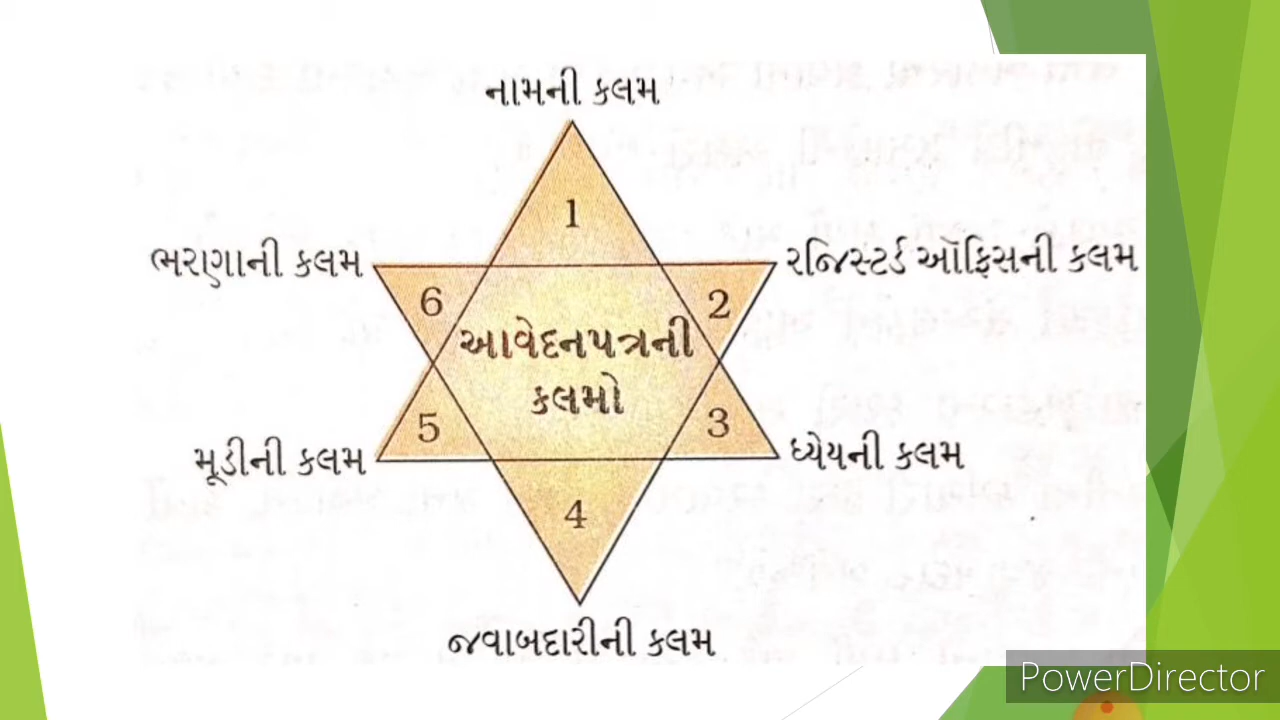 નામની કલમ
1
ભરણાની કલમ
રજિસ્ટર્ડ ઑફિસની કલમ
6
2
આવેદનપત્રની
કલમો
5
3
મૂડીની કલમ
ધ્યેયની કલમ
4
જવાબદારીની કલમ
PowerDirector